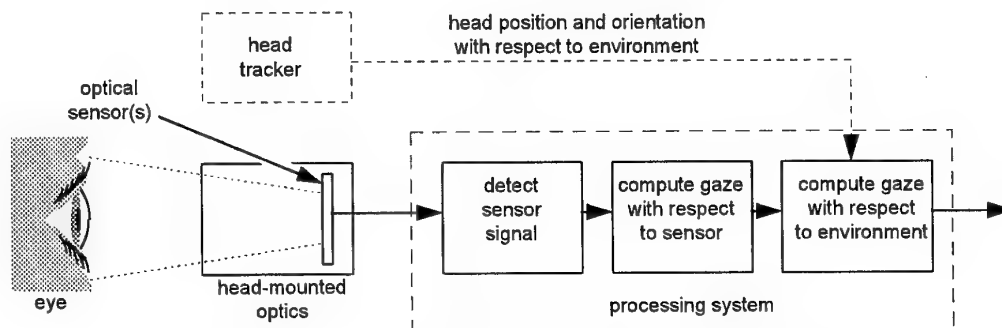 head
tracker
head position and orientation
with respect to environment
optical
sensor(s)
eye
head-mounted
optics
detect
sensor
signal
compute gaze
with respect
to sensor
compute gaze
with respect
to environment
processing system